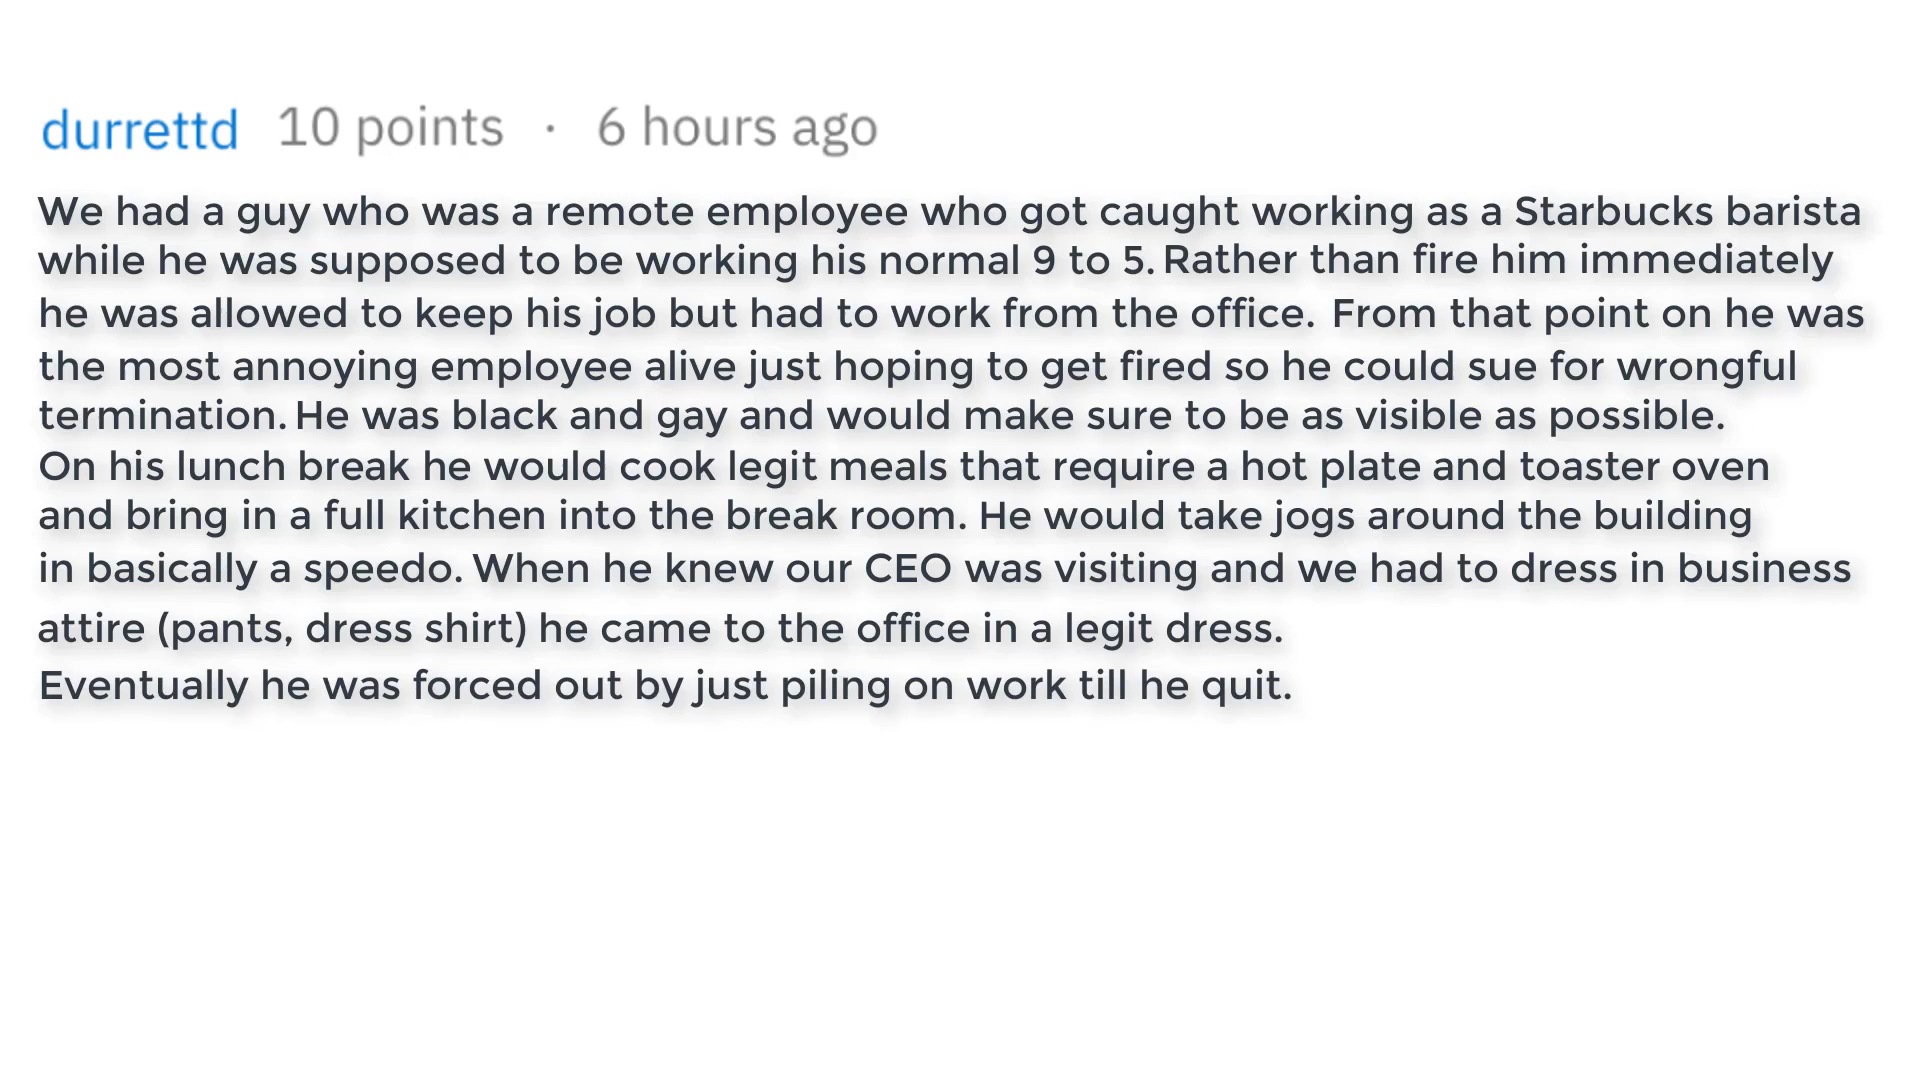 durrettd 10 points · 6 hours ago
We had a guy who was a remote employee who got caught working as a Starbucks barista
while he was supposed to be working his normal 9 to 5. Rather than fire him immediately
he was allowed to keep his job but had to work from the office. From that point on he was
the most annoying employee alive just hoping to get fired so he could sue for wrongful
termination. He was black and gay and would make sure to be as visible as possible.
On his lunch break he would cook legit meals that require a hot plate and toaster oven
and bring in a full kitchen into the break room. He would take jogs around the building
in basically a speedo. When he knew our CEO was visiting and we had to dress in business
attire (pants, dress shirt) he came to the office in a legit dress.
Eventually he was forced out by just piling on work till he quit.